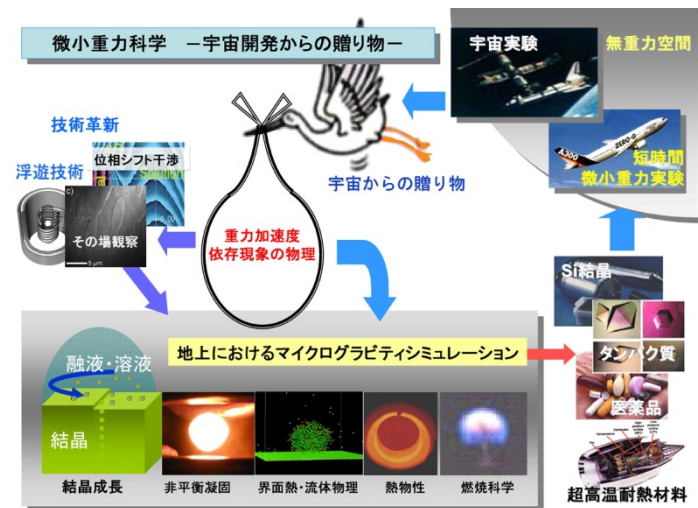 微小重力科学 －宇宙開発からの贈り物－
宇宙実験
無重力空間
ZERO-G
A300
短時間
微小重力実験
技術革新
位相シフト干渉
Solution
浮遊技術
c)
その場観察
5 μm
宇宙からの贈り物
重力加速度
依存現象の物理
Si結晶
タンパク質
医薬品
超高温耐熱材料
地上におけるマイクログラビティシミュレーション
融液・溶液
結晶
結晶成長
非平衡凝固
界面熱・流体物理
熱物性
燃焼科学